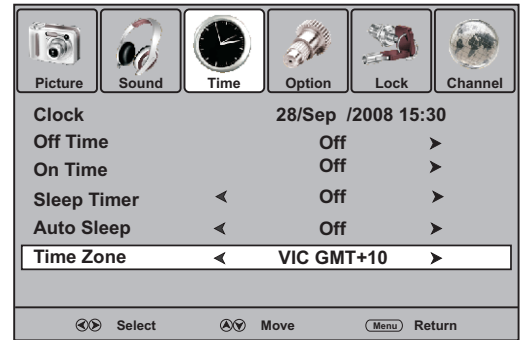 Picture Sound Time Option Lock Channel
Clock 28/Sep /2008 15:30
Off Time Off
On Time Off
Sleep Timer Off
Auto Sleep Off
Time Zone VIC GMT+10
Select Move Menu Return